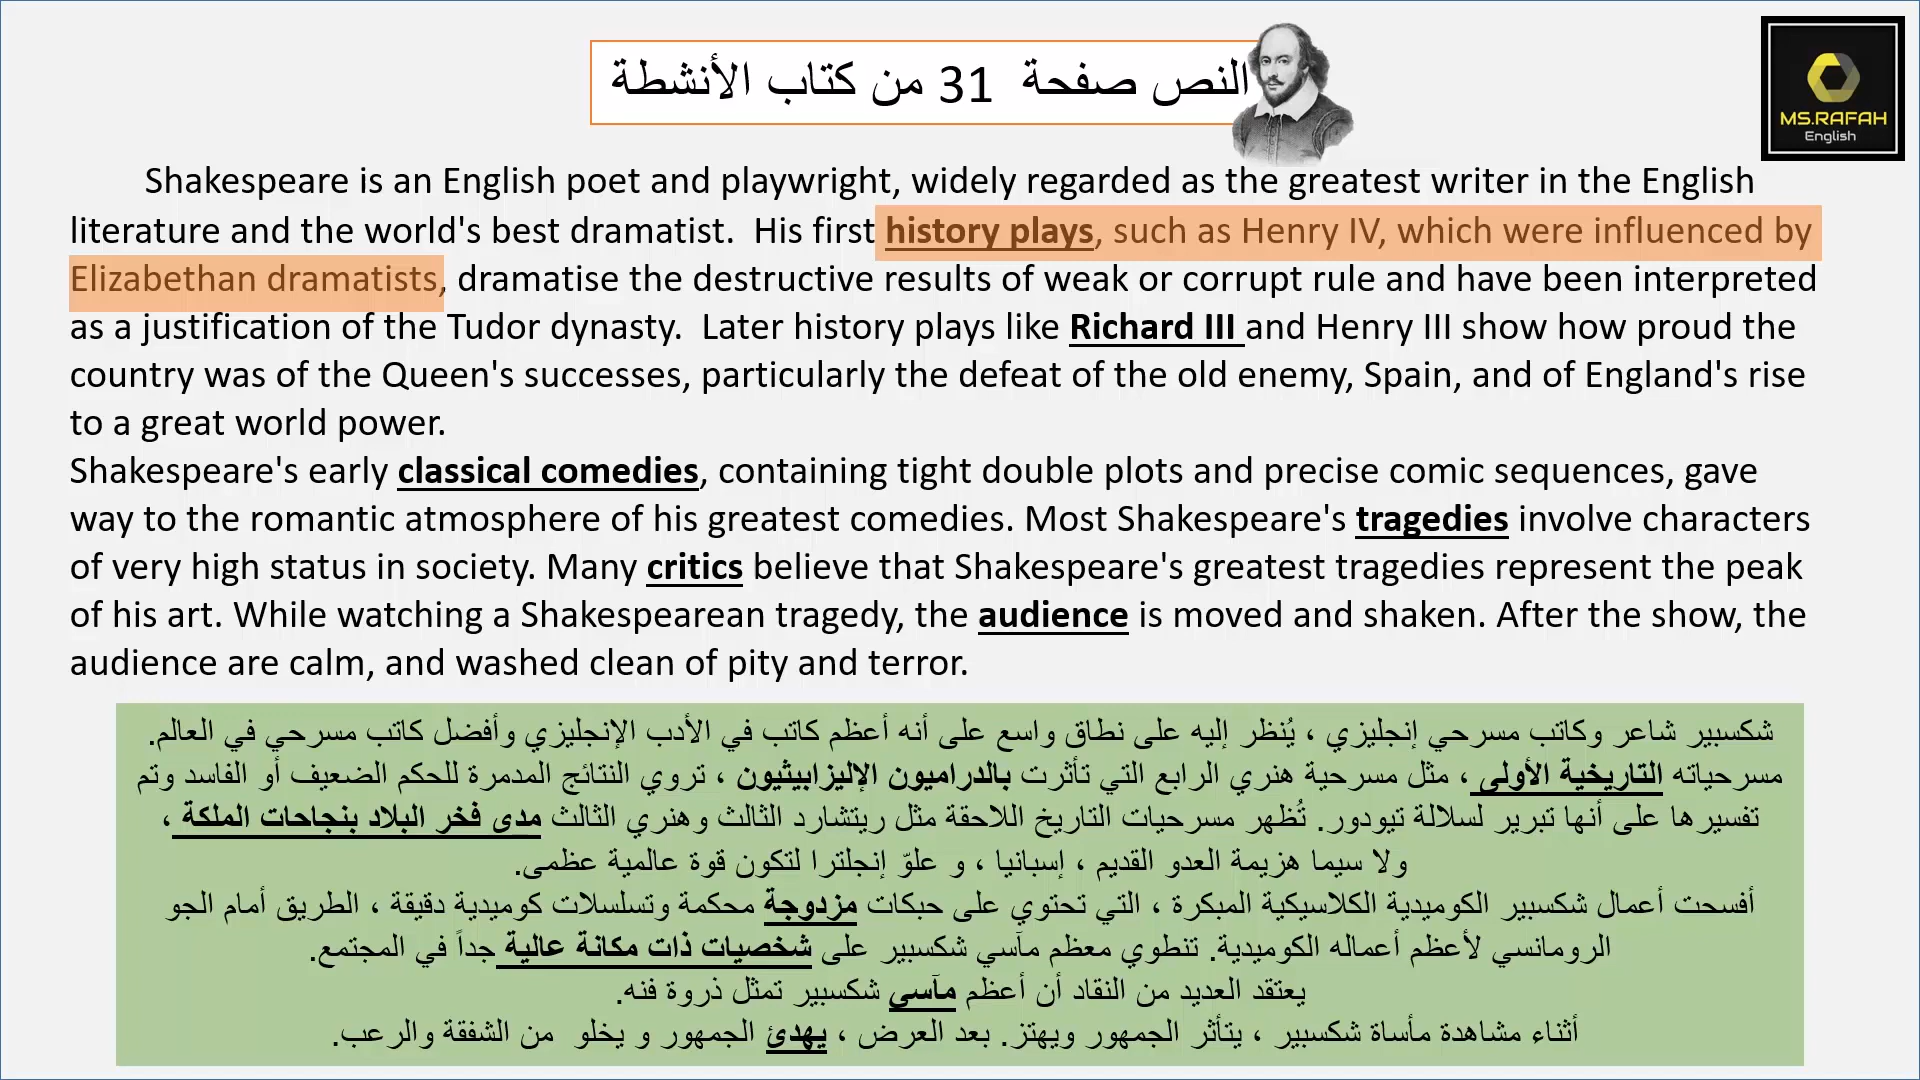 النص صفحة 31 من كتاب الأنشطة
MS.RAFAH
English
Shakespeare is an English poet and playwright, widely regarded as the greatest writer in the English
literature and the world's best dramatist. His first history plays, such as Henry IV, which were influenced by
Elizabethan dramatists, dramatise the destructive results of weak or corrupt rule and have been interpreted
as a justification of the Tudor dynasty. Later history plays like Richard III and Henry III show how proud the
country was of the Queen's successes, particularly the defeat of the old enemy, Spain, and of England's rise
to a great world power.
Shakespeare's early classical comedies, containing tight double plots and precise comic sequences, gave
way to the romantic atmosphere of his greatest comedies. Most Shakespeare's tragedies involve characters
of very high status in society. Many critics believe that Shakespeare's greatest tragedies represent the peak
of his art. While watching a Shakespearean tragedy, the audience is moved and shaken. After the show, the
audience are calm, and washed clean of pity and terror.
شكسبير شاعر وكاتب مسرحي إنجليزي ، يُنظر إليه على نطاق واسع على أنه أعظم كاتب في الأدب الإنجليزي وأفضل كاتب مسرحي في العالم.
مسرحياته التاريخية الأولى ، مثل مسرحية هنري الرابع التي تأثرت بالدراميون الإليزابيثيون ، تروي النتائج المدمرة للحكم الضعيف أو الفاسد وتم
تفسيرها على أنها تبرير لسلالة تيودور. تُظهر مسرحيات التاريخ اللاحقة مثل ريتشارد الثالث وهنري الثالث مدى فخر البلاد بنجاحات الملكة ،
ولا سيما هزيمة العدو القديم ، إسبانيا ، و علوّ إنجلترا لتكون قوة عالمية عظمى.
أفسحت أعمال شكسبير الكوميدية الكلاسيكية المبكرة ، التي تحتوي على حبكات مزدوجة محكمة وتسلسلات كوميدية دقيقة ، الطريق أمام الجو
الرومانسي لأعظم أعماله الكوميدية. تنطوي معظم مآسي شكسبير على شخصيات ذات مكانة عالية جداً في المجتمع.
يعتقد العديد من النقاد أن أعظم مآسي شكسبير تمثل ذروة فنه.
أثناء مشاهدة مأساة شكسبير ، يتأثر الجمهور ويهتز. بعد العرض ، يهدئ الجمهور و يخلو من الشفقة والرعب.